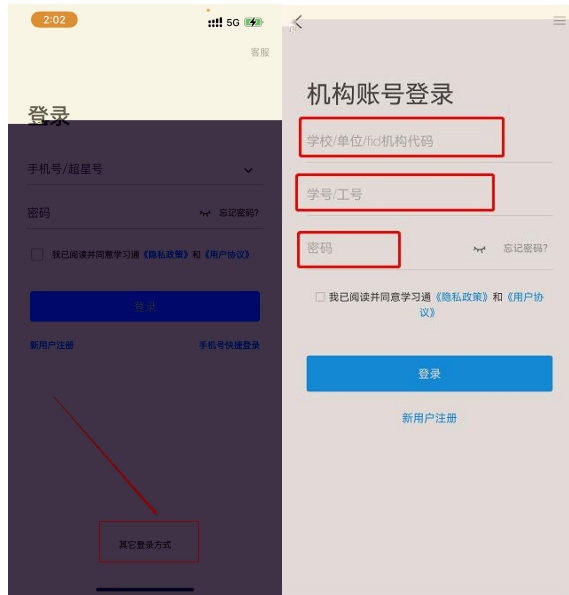 2:02
5G
客服
登录
手机号/超星号
密码
忘记密码?
我已阅读并同意学习通《隐私政策》和《用户协议》
登录
新用户注册
手机号快捷登录
其它登录方式
机构账号登录
学校/单位/fid机构代码
学号/工号
密码
忘记密码?
我已阅读并同意学习通《隐私政策》和《用户协
议》
登录
新用户注册